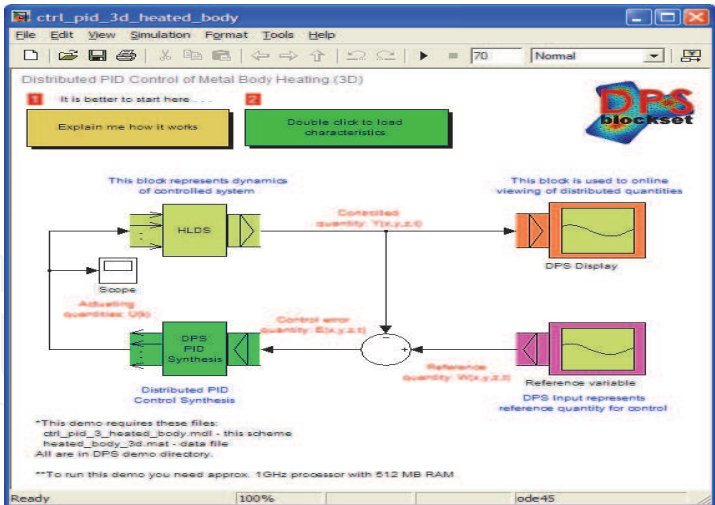 ctrl_pid_3d_heated_body
File Edit View Simulation Format Tools Help
70 Normal
Distributed PID Control of Metal Body Heating (3D)
1 It is better to start here . . . 2
Explain me how it works
Double click to load
characteristics
DPS
blockset
This block represents dynamics
of controlled system
This block is used to online
viewing of distributed quantities
HLDS
Controlled
quantity: Y(x,y,z,t)
DPS Display
Scope
Actuating
quantities: U(k)
DPS
PID
Synthesis
Control error
quantity: E(x,y,z,t)
Reference
quantity: W(x,y,z,t)
Reference variable
Distributed PID
Control Synthesis
DPS Input represents
reference quantity for control
*This demo requires these files:
ctrl_pid_3_heated_body.mdl - this scheme
heated_body_3d.mat - data file
All are in DPS demo directory.
**To run this demo you need approx. 1GHz processor with 512 MB RAM
Ready 100% ode45